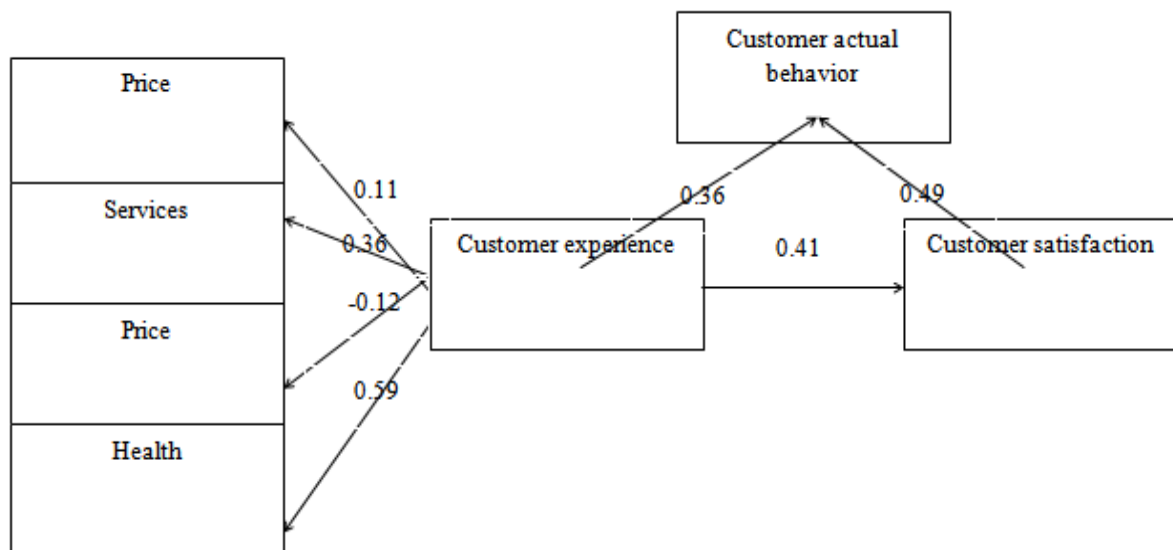 Customer actual
behavior
Price
0.11
0.36
0.49
Services
0.36
Customer experience
0.41
Customer satisfaction
-0.12
Price
0.59
Health